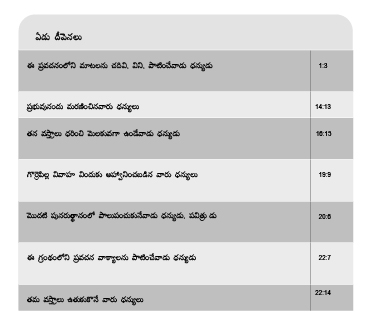 ఏడు దీవెనలు
ఈ ప్రవచనంలోని మాటలను చదివి, విని, పాటించేవాడు ధన్యుడు 1:3
ప్రభువునందు మరణించినవారు ధన్యులు 14:13
తన వస్త్రాలు ధరించి మెలకువగా ఉండేవాడు ధన్యుడు 16:15
గొర్రెపిల్ల వివాహ విందుకు ఆహ్వానించబడిన వారు ధన్యులు 19:9
మొదటి పునరుత్థానంలో పాలుపంచుకునేవాడు ధన్యుడు, పవిత్రు డు 20:6
ఈ గ్రంథంలోని ప్రవచన వాక్యాలను పాటించేవాడు ధన్యుడు 22:7
తమ వస్త్రాలు ఉతుకుకొనే వారు ధన్యులు 22:14